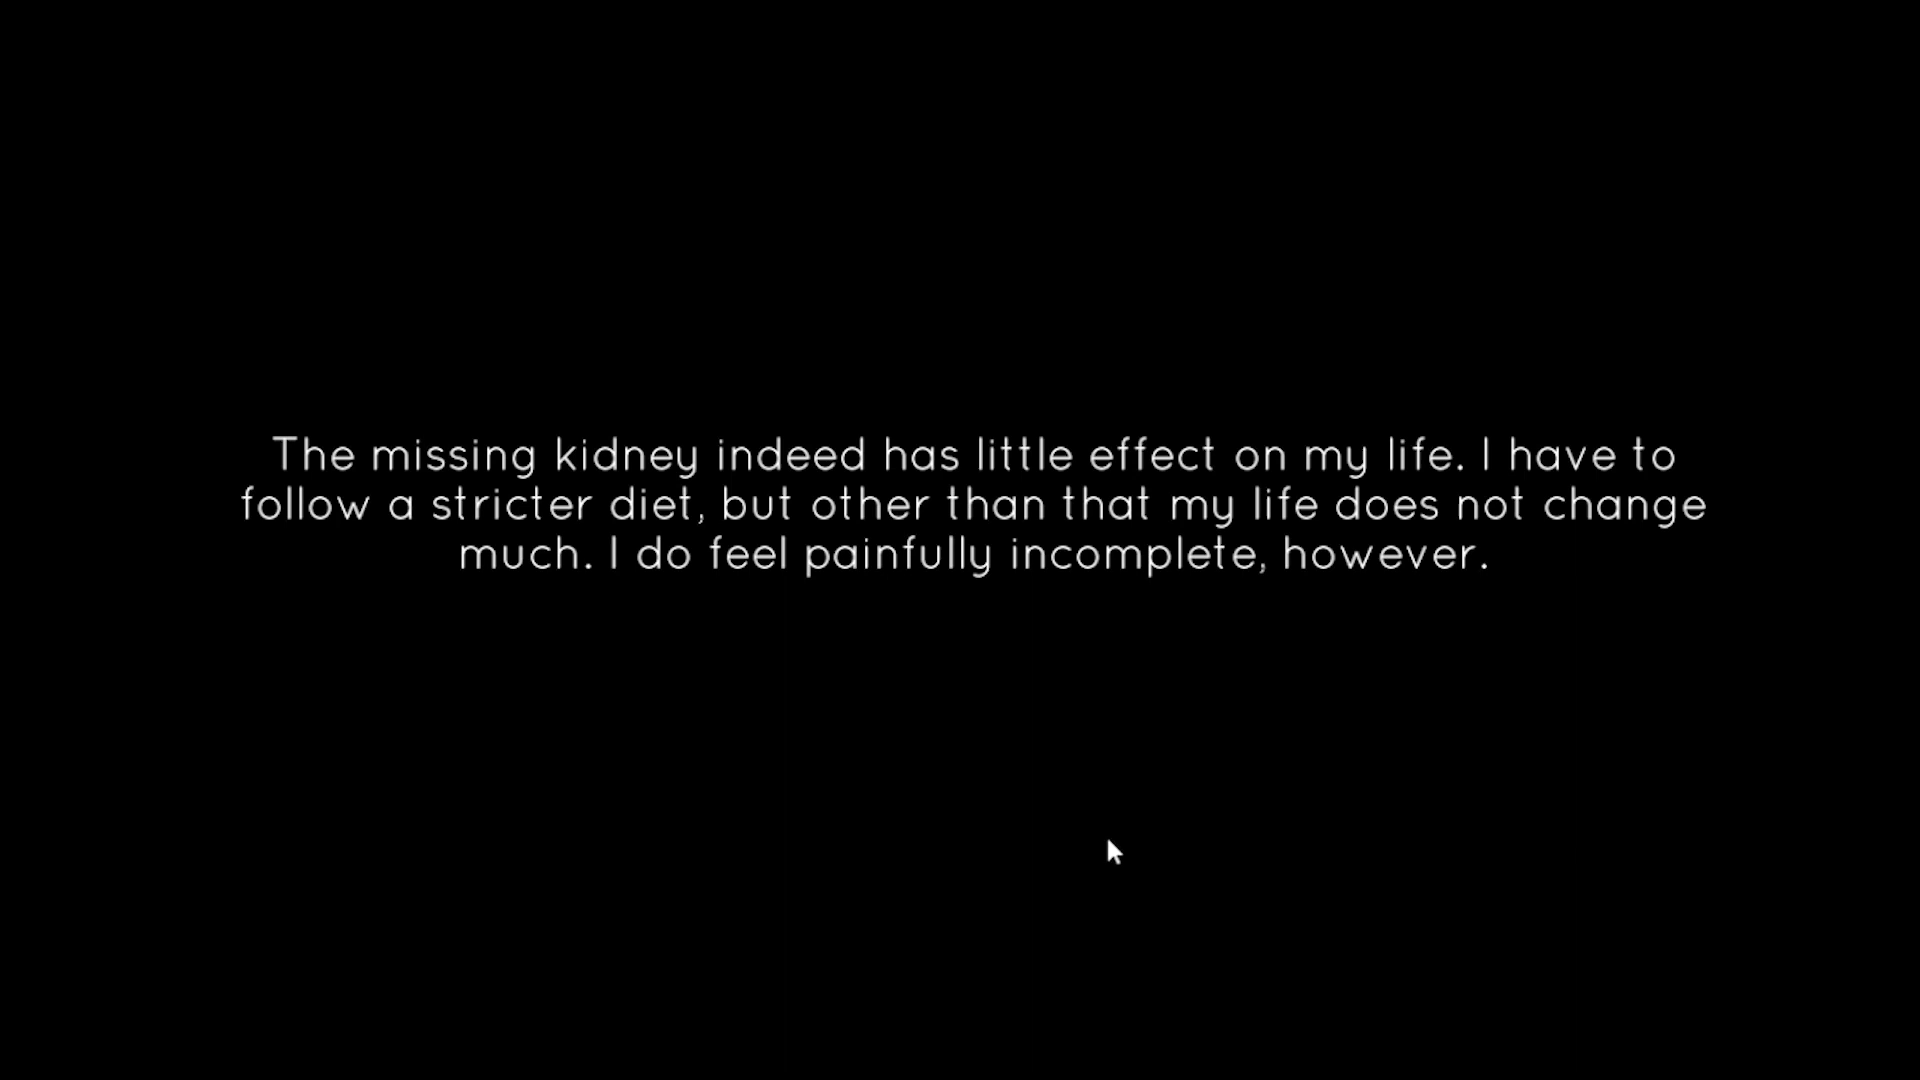 The missing kidney indeed has little effect on my life. I have to
follow a stricter diet, but other than that my life does not change
much. I do feel painfully incomplete, however.